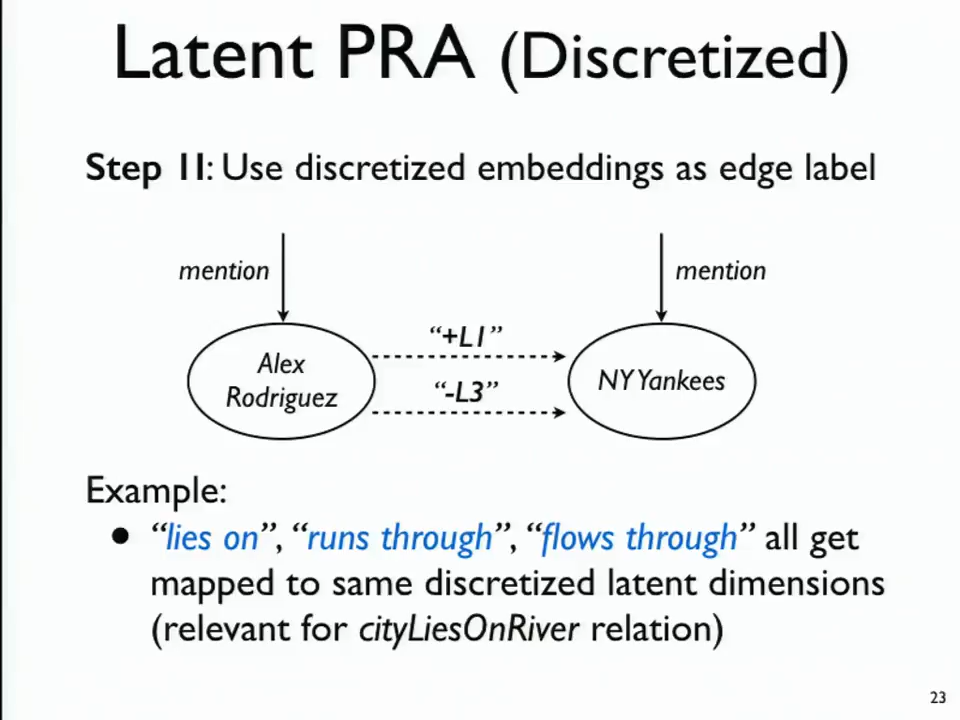 Latent PRA (Discretized)
Step 1I: Use discretized embeddings as edge label
mention
mention
“+L1”
Alex
Rodriguez
NY Yankees
“-L3”
Example:
• “lies on”, “runs through”, “flows through” all get
mapped to same discretized latent dimensions
(relevant for cityLiesOnRiver relation)
23